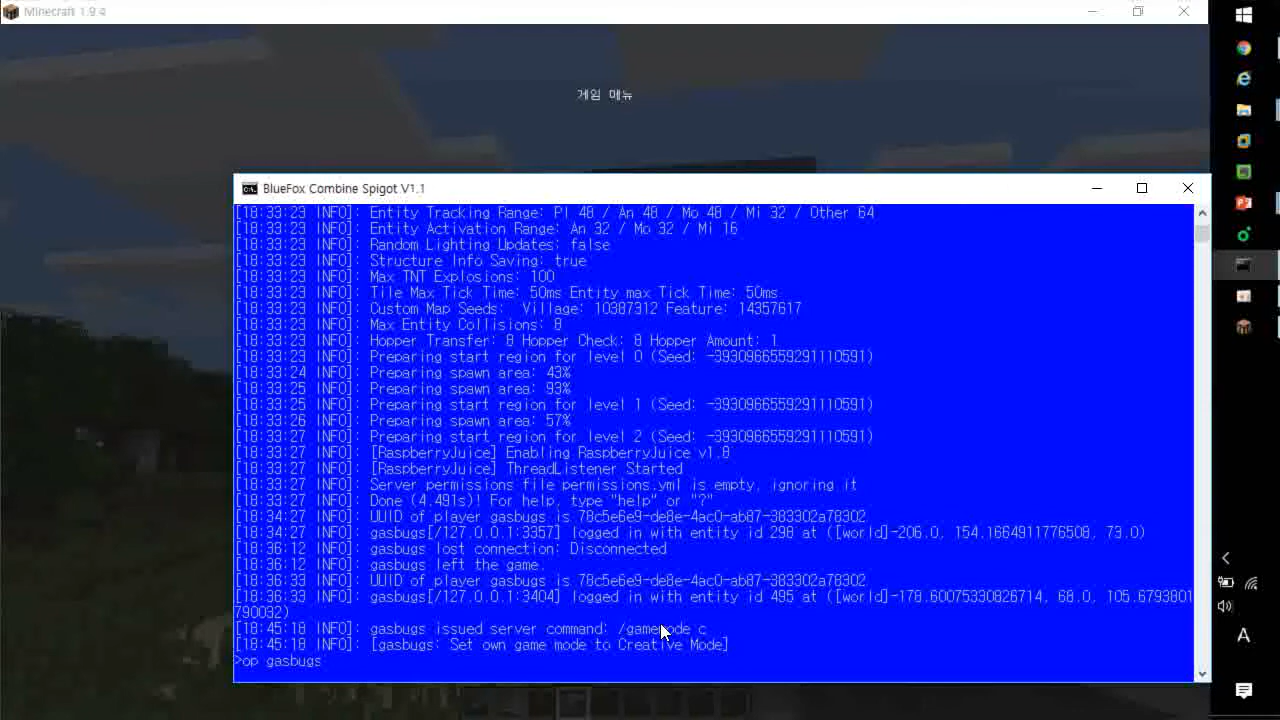 Minecraft 1.9.4
게임 메뉴
BlueFox Combine Spigot V1.1
[18:33:23 INFO]: Entity Tracking Range: Pl 48 / An 48 / Mo 48 / Mi 32 / Other 64
[18:33:23 INFO]: Entity Activation Range: An 32 / Mo 32 / Mi 16
[18:33:23 INFO]: Random Lighting Updates: false
[18:33:23 INFO]: Structure Info Saving: true
[18:33:23 INFO]: Max TNT Explosions: 100
[18:33:23 INFO]: Tile Max Tick Time: 50ms Entity max Tick Time: 50ms
[18:33:23 INFO]: Custom Map Seeds:  Village: 10387312 Feature: 14357617
[18:33:23 INFO]: Max Entity Collisions: 8
[18:33:23 INFO]: Hopper Transfer: 8 Hopper Check: 8 Hopper Amount: 1
[18:33:23 INFO]: Preparing start region for level 0 (Seed: -3930966559291110591)
[18:33:24 INFO]: Preparing spawn area: 43%
[18:33:25 INFO]: Preparing spawn area: 93%
[18:33:25 INFO]: Preparing start region for level 1 (Seed: -3930966559291110591)
[18:33:26 INFO]: Preparing spawn area: 57%
[18:33:27 INFO]: Preparing start region for level 2 (Seed: -3930966559291110591)
[18:33:27 INFO]: [RaspberryJuice] Enabling RaspberryJuice v1.8
[18:33:27 INFO]: [RaspberryJuice] ThreadListener Started
[18:33:27 INFO]: Server permissions file permissions.yml is empty, ignoring it
[18:33:27 INFO]: Done (4.491s)! For help, type "help" or "?"
[18:34:27 INFO]: UUID of player gasbugs is 78c5e6e9-de8e-4ac0-ab87-383302a78302
[18:34:27 INFO]: gasbugs[/127.0.0.1:3357] logged in with entity id 298 at ([world]-206.0, 154.1664911776508, 73.0)
[18:36:12 INFO]: gasbugs lost connection: Disconnected
[18:36:12 INFO]: gasbugs left the game.
[18:36:33 INFO]: UUID of player gasbugs is 78c5e6e9-de8e-4ac0-ab87-383302a78302
[18:36:33 INFO]: gasbugs[/127.0.0.1:3404] logged in with entity id 495 at ([world]-178.60075330826714, 68.0, 105.6793801
790032)
[18:45:18 INFO]: gasbugs issued server command: /gamemode c
[18:45:18 INFO]: [gasbugs: Set own game mode to Creative Mode]
>op gasbugs
A